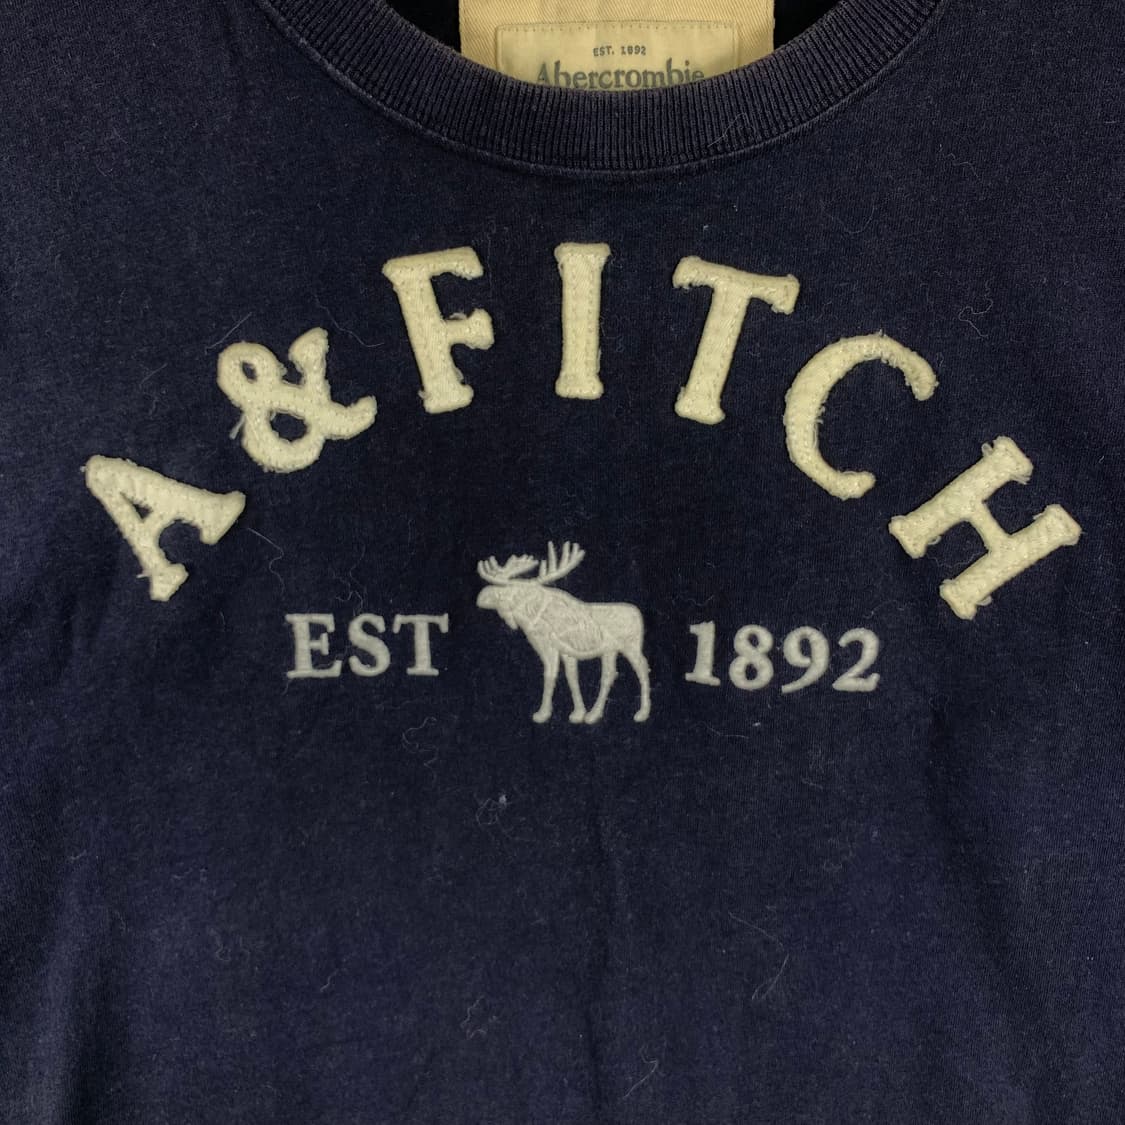 EST. 1892
Abercrombie
A&FITCH
EST 1892